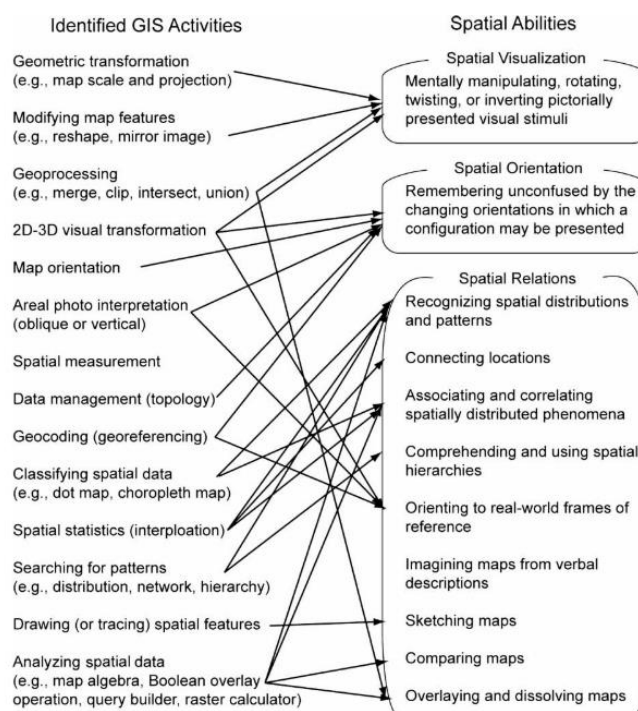 Identified GIS Activities
Geometric transformation
(e.g., map scale and projection)
Modifying map features
(e.g., reshape, mirror image)
Geoprocessing
(e.g., merge, clip, intersect, union)
2D-3D visual transformation
Map orientation
Areal photo interpretation
(oblique or vertical)
Spatial measurement
Data management (topology)
Geocoding (georeferencing)
Classifying spatial data
(e.g., dot map, choropleth map)
Spatial statistics (interploation)
Searching for patterns
(e.g., distribution, network, hierarchy)
Drawing (or tracing) spatial features
Analyzing spatial data
(e.g., map algebra, Boolean overlay
operation, query builder, raster calculator)
Spatial Abilities
Spatial Visualization
Mentally manipulating, rotating,
twisting, or inverting pictorially
presented visual stimuli
Spatial Orientation
Remembering unconfused by the
changing orientations in which a
configuration may be presented
Spatial Relations
Recognizing spatial distributions
and patterns
Connecting locations
Associating and correlating
spatially distributed phenomena
Comprehending and using spatial
hierarchies
Orienting to real-world frames of
reference
Imagining maps from verbal
descriptions
Sketching maps
Comparing maps
Overlaying and dissolving maps